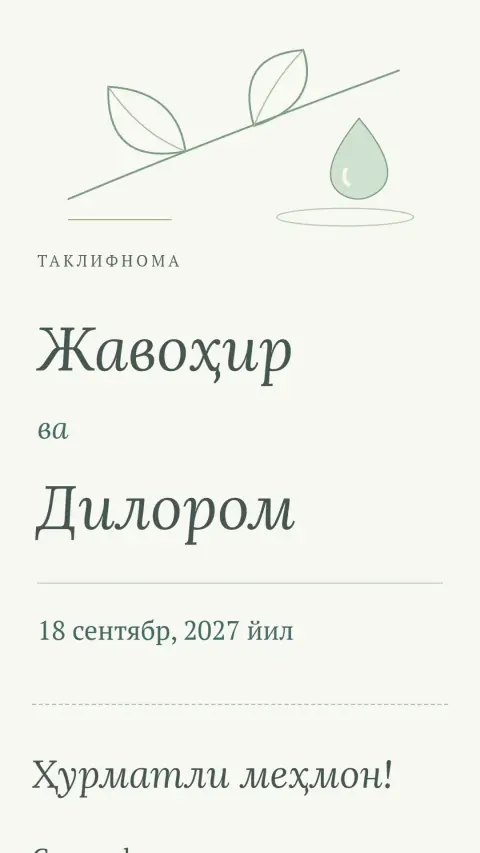 ТАКЛИФНОМА
Жавоҳир
ва
Дилором
18 сентябр, 2027 йил
Ҳурматли меҳмон!